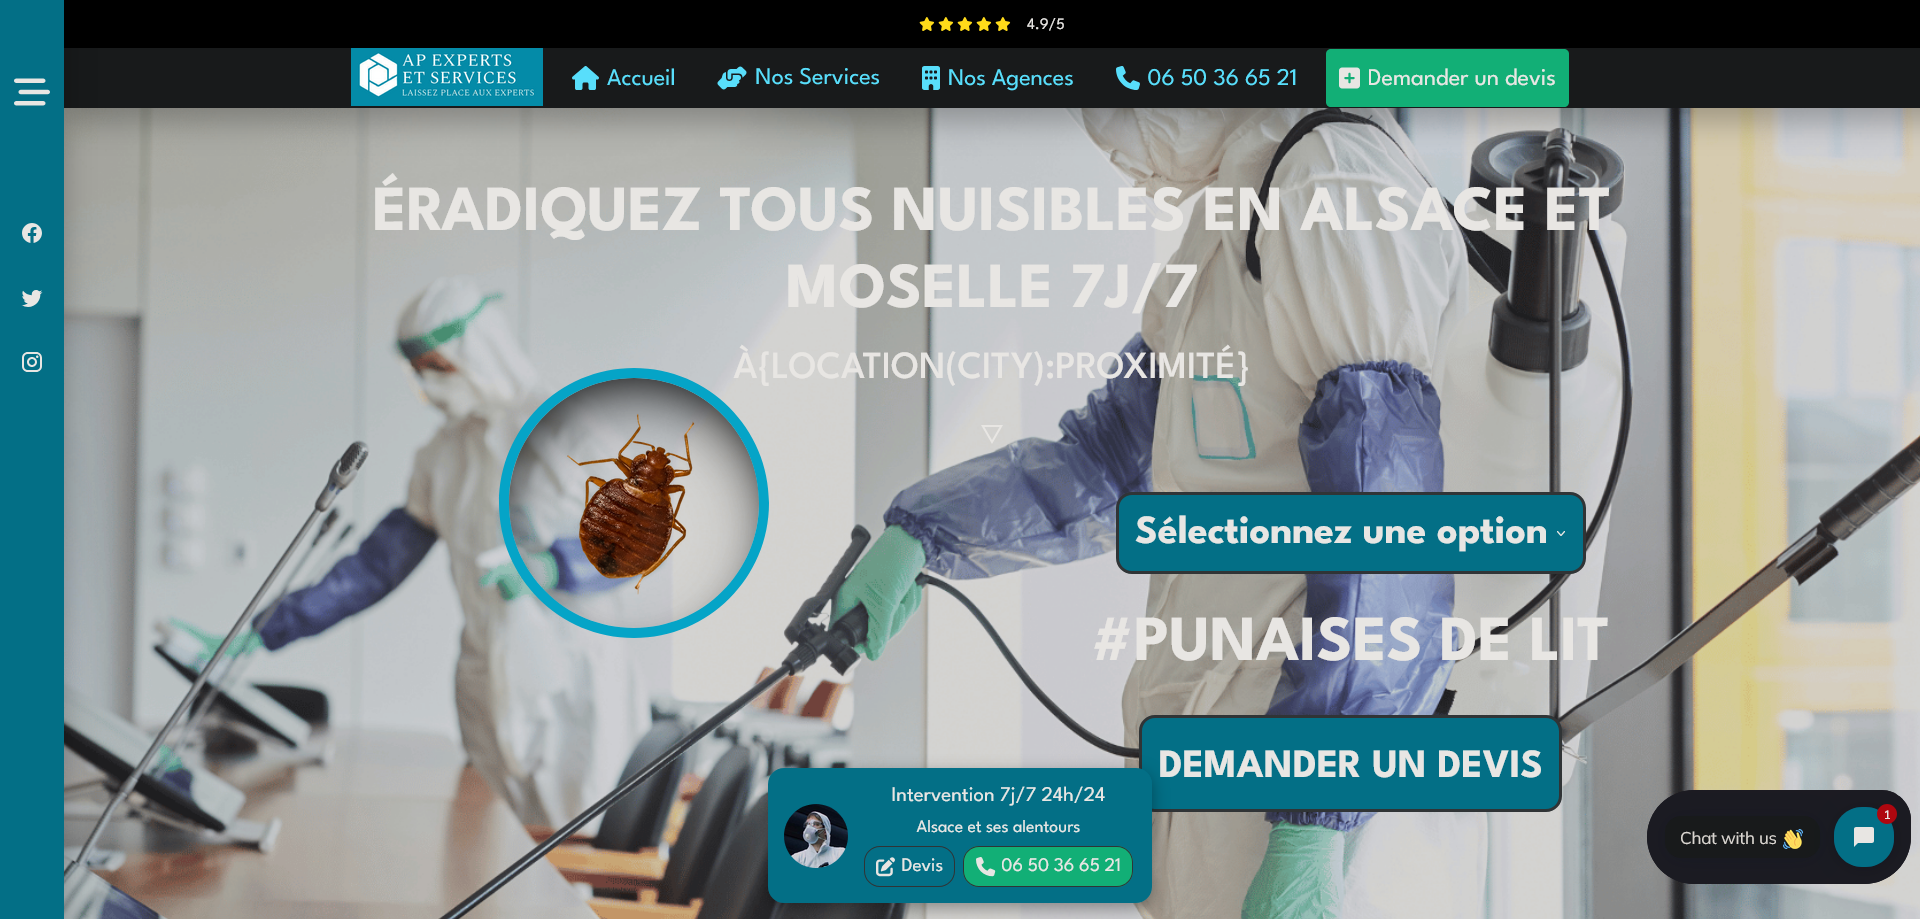 4.9/5
AP EXPERTS
ET SERVICES
LAISSEZ PLACE AUX EXPERTS
Accueil
Nos Services
Nos Agences
06 50 36 65 21
Demander un devis
ÉRADIQUEZ TOUS NUISIBLES EN ALSACE ET
MOSELLE 7J/7
À{LOCATION(CITY):PROXIMITÉ}
Sélectionnez une option
#PUNAISES DE LIT
DEMANDER UN DEVIS
Intervention 7j/7 24h/24
Alsace et ses alentours
Devis
06 50 36 65 21
Chat with us 👋
1